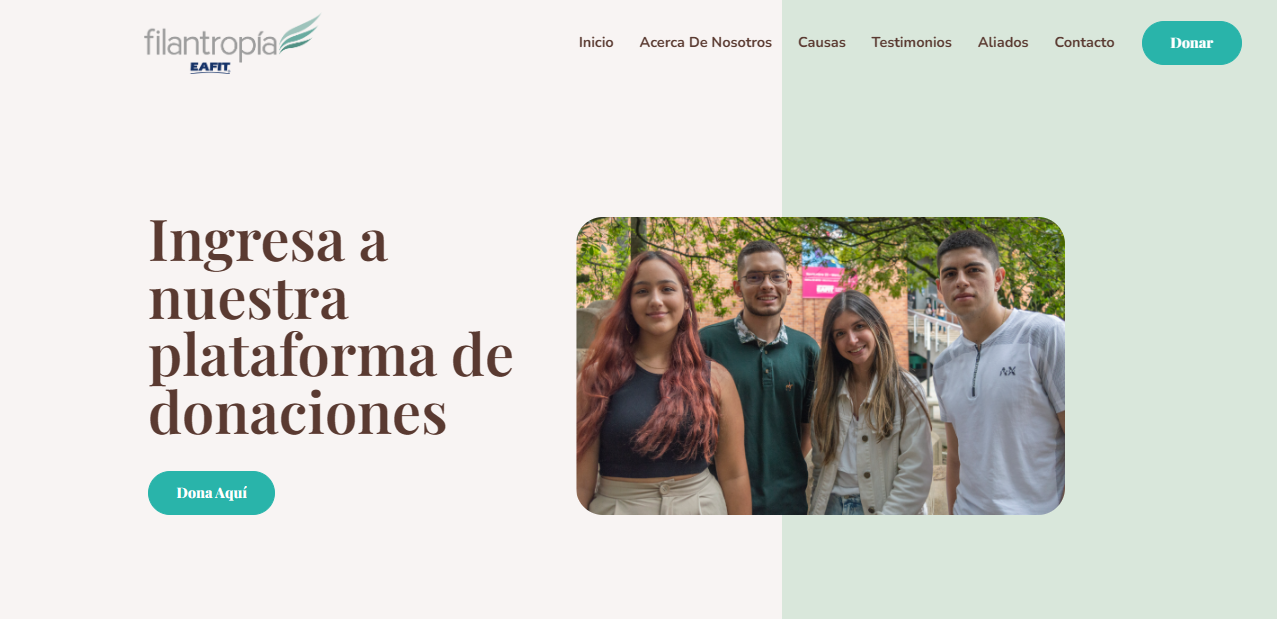 filantropía
EAFIT
Inicio
Acerca De Nosotros
Causas
Testimonios
Aliados
Contacto
Donar
Ingresa a
nuestra
plataforma de
donaciones
Dona Aquí
EAFIT
AX